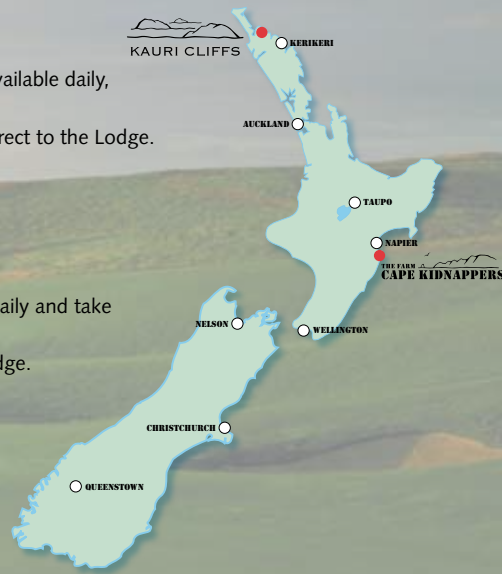 KAURI CLIFFS
KERIKERI
vailable daily,
AUCKLAND
rect to the Lodge.
TAUPO
NAPIER
THE FARM
CAPE KIDNAPPERS
aily and take
NELSON
WELLINGTON
dge.
CHRISTCHURCH
QUEENSTOWN